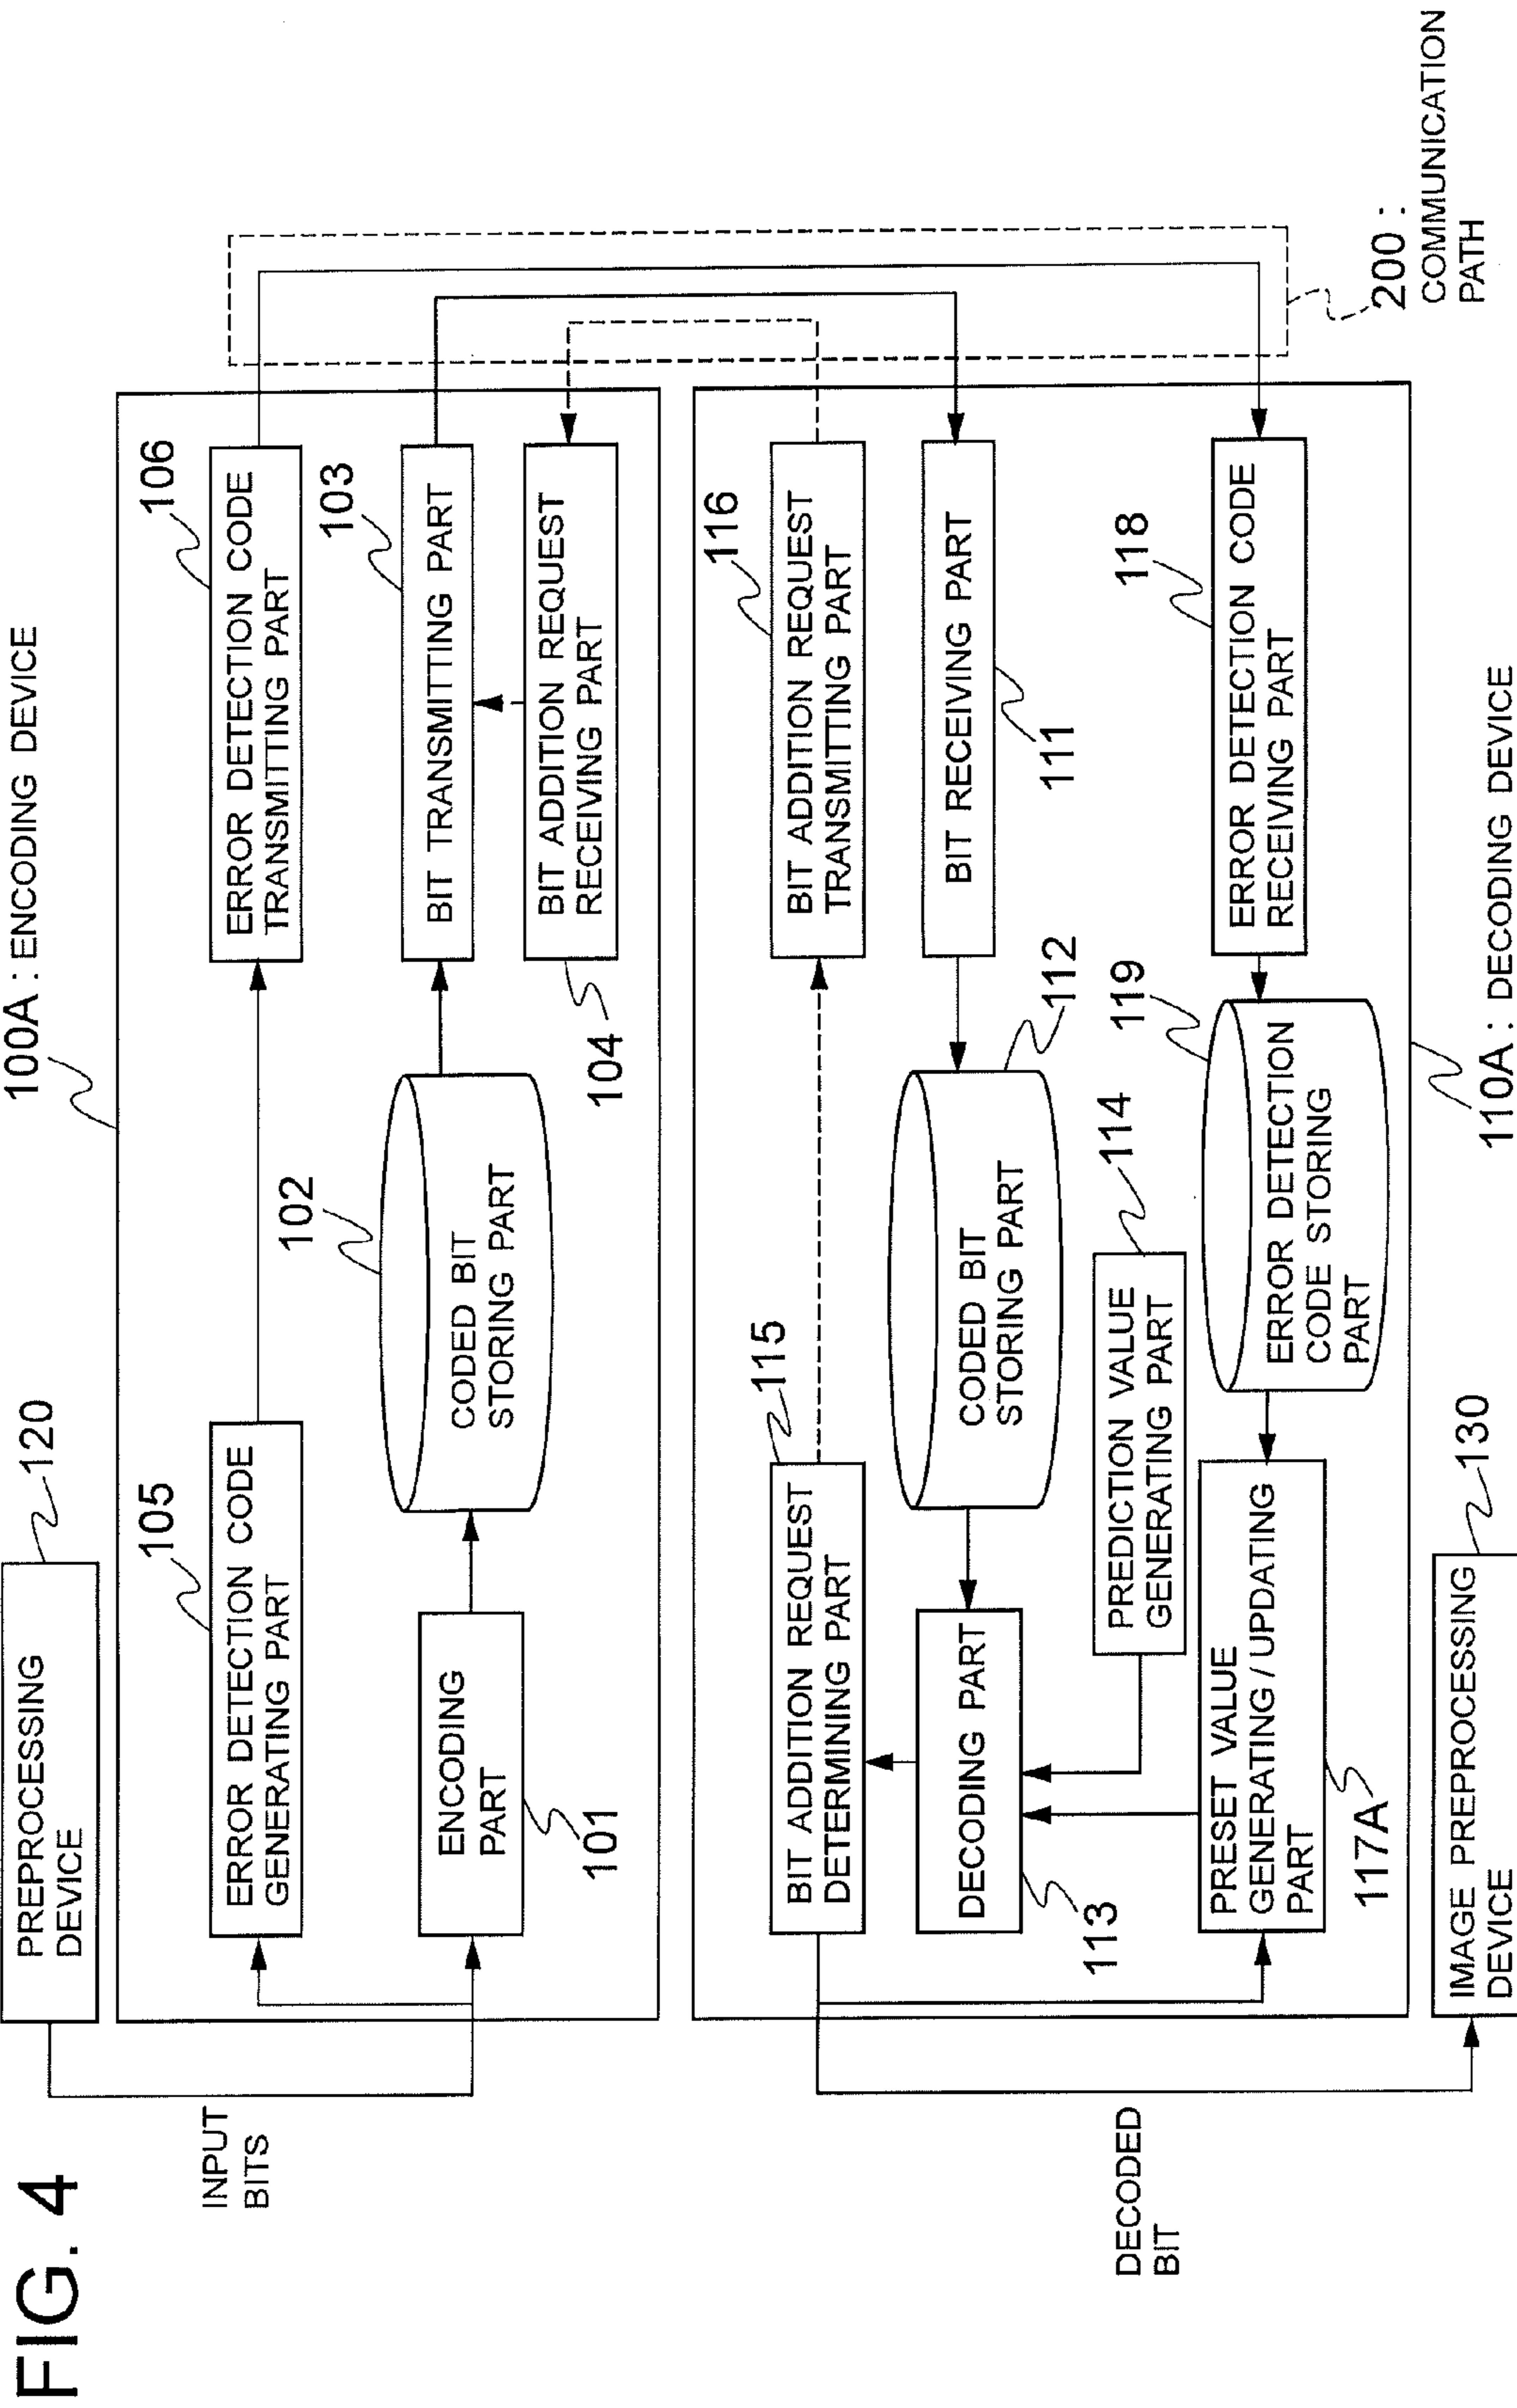 FIG. 4
100A : ENCODING DEVICE
PREPROCESSING
DEVICE
120
INPUT
BITS
105
ERROR DETECTION CODE
GENERATING PART
106
ERROR DETECTION CODE
TRANSMITTING PART
102
103
ENCODING
PART
101
CODED BIT
STORING PART
BIT TRANSMITTING PART
BIT ADDITION REQUEST
RECEIVING PART
104
115
BIT ADDITION REQUEST
DETERMINING PART
116
BIT ADDITION REQUEST
TRANSMITTING PART
DECODING PART
113
CODED BIT
STORING PART
112
BIT RECEIVING PART
111
PREDICTION VALUE
GENERATING PART
114
119
118
PRESET VALUE
GENERATING / UPDATING
PART
117A
ERROR DETECTION
CODE STORING
PART
ERROR DETECTION CODE
RECEIVING PART
DECODED
BIT
IMAGE PREPROCESSING
DEVICE
130
110A : DECODING DEVICE
200 :
COMMUNICATION
PATH